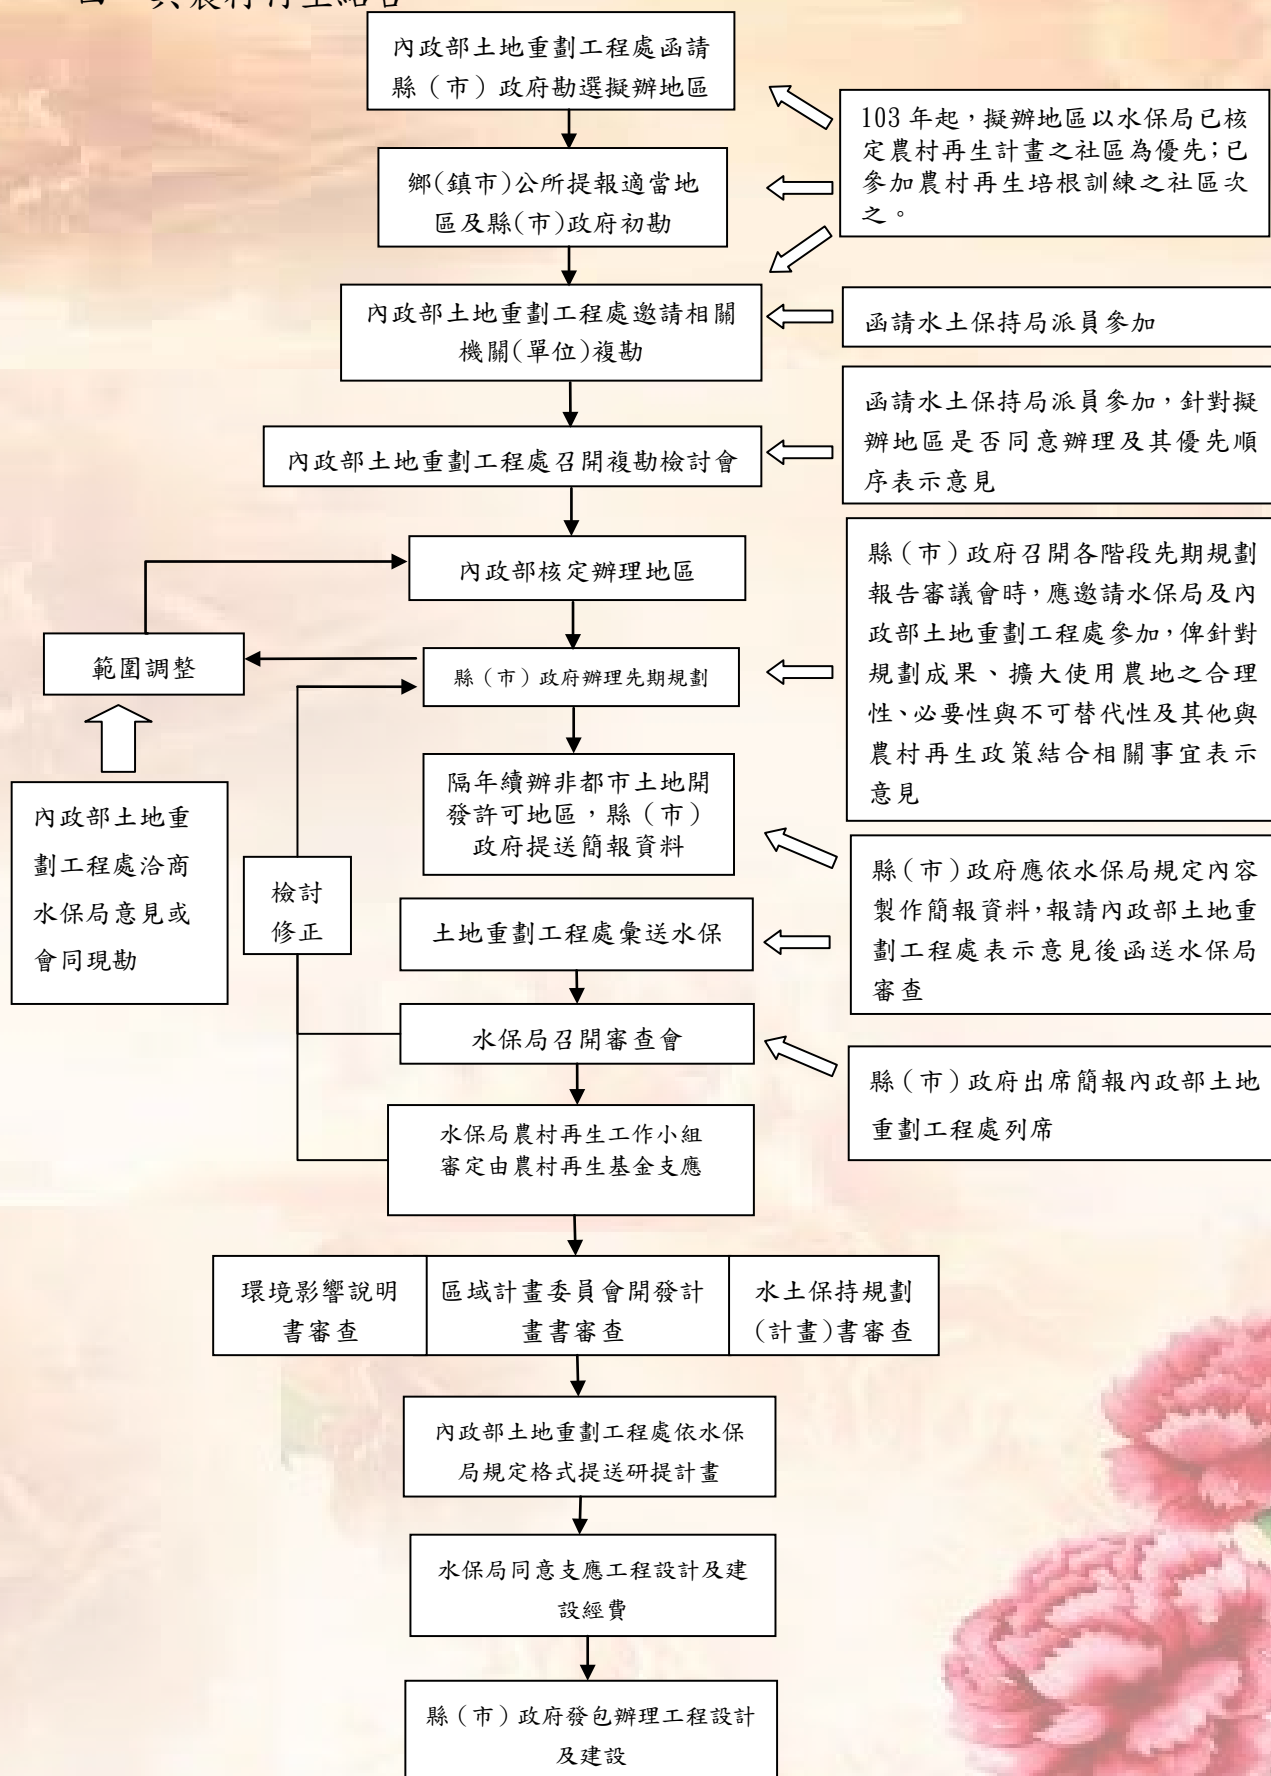 與農村再生結合
內政部土地重劃工程處函請
縣（市）政府勘選擬辦地區
103 年起，擬辦地區以水保局已核
定農村再生計畫之社區為優先；已
參加農村再生培根訓練之社區次
之。
鄉(鎮市)公所提報適當地
區及縣(市)政府初勘
內政部土地重劃工程處邀請相關
機關(單位)複勘
函請水土保持局派員參加
內政部土地重劃工程處召開複勘檢討會
函請水土保持局派員參加，針對擬
辦地區是否同意辦理及其優先順
序表示意見
內政部核定辦理地區
縣（市）政府召開各階段先期規劃
報告審議會時，應邀請水保局及內
政部土地重劃工程處參加，俾針對
規劃成果、擴大使用農地之合理
性、必要性與不可替代性及其他與
農村再生政策結合相關事宜表示
意見
範圍調整
縣（市）政府辦理先期規劃
內政部土地重
劃工程處洽商
水保局意見或
會同現勘
隔年續辦非都市土地開
發許可地區，縣（市）
政府提送簡報資料
檢討
修正
縣（市）政府應依水保局規定內容
製作簡報資料，報請內政部土地重
劃工程處表示意見後函送水保局
審查
土地重劃工程處彙送水保
水保局召開審查會
縣（市）政府出席簡報內政部土地
重劃工程處列席
水保局農村再生工作小組
審定由農村再生基金支應
環境影響說明
書審查
區域計畫委員會開發計
畫書審查
水土保持規劃
(計畫)書審查
內政部土地重劃工程處依水保
局規定格式提送研提計畫
水保局同意支應工程設計及建
設經費
縣（市）政府發包辦理工程設計
及建設